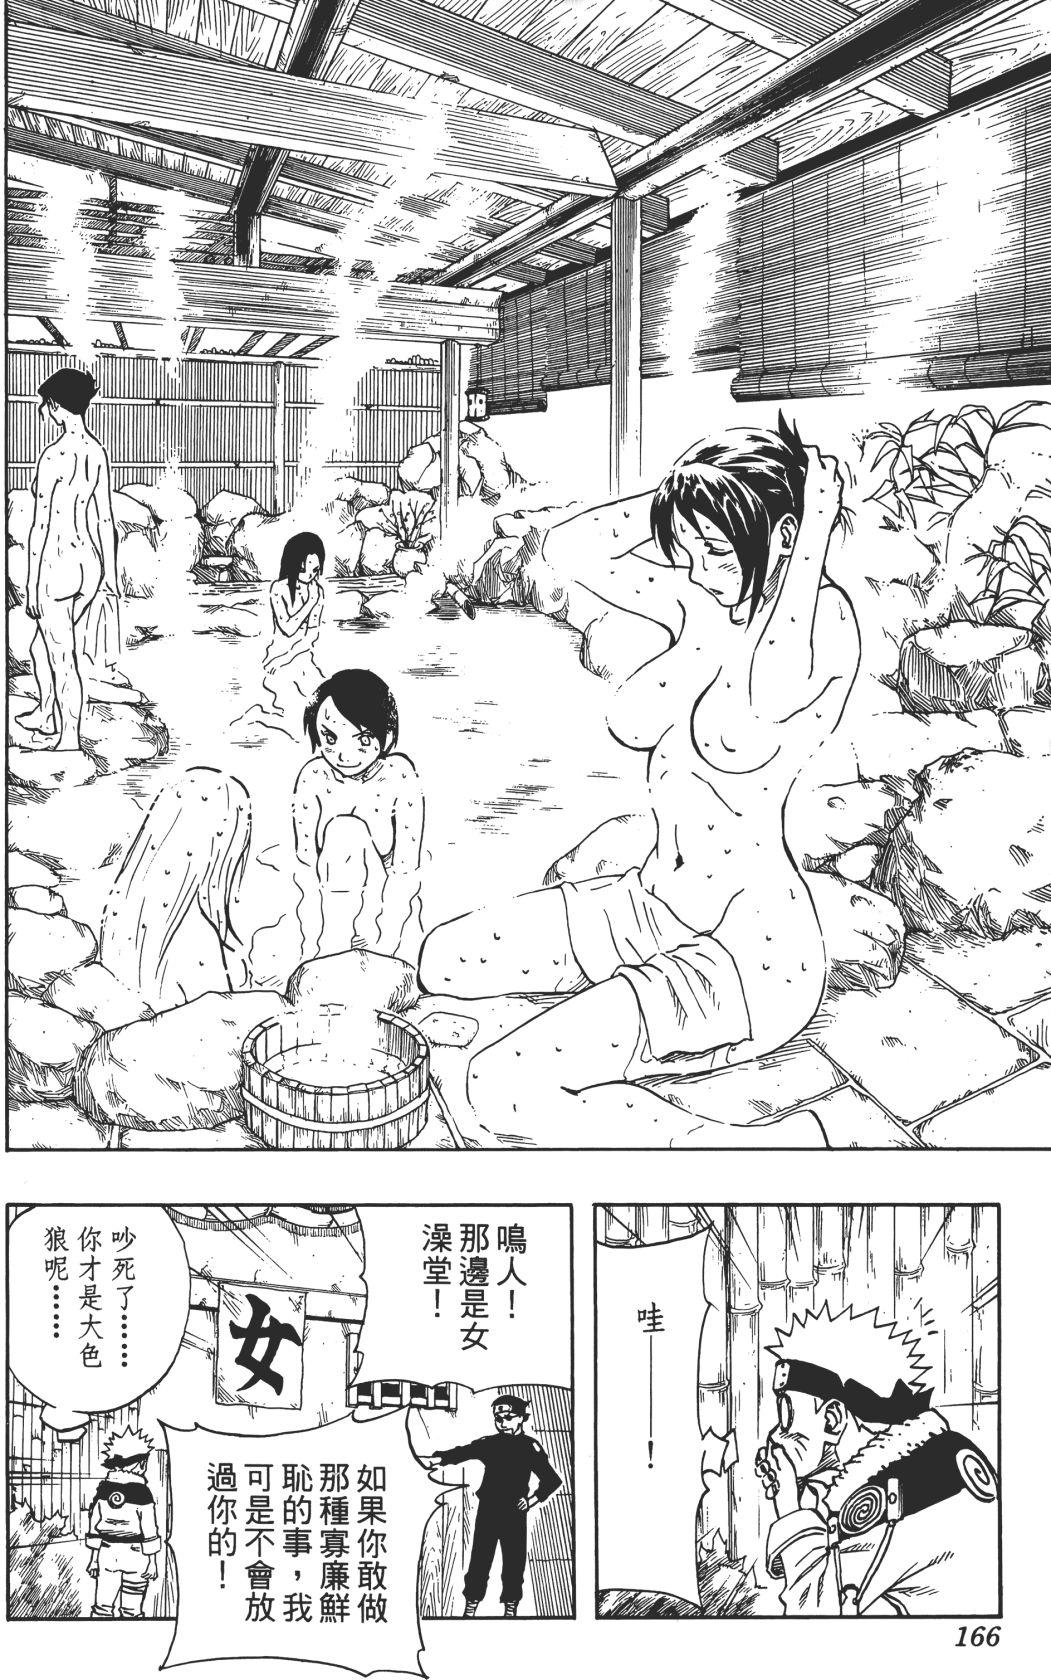 哇——！
鳴人！
那邊是女
澡堂！
女
如果你敢做
那種寡廉鮮
恥的事，我
可是不會放
過你的！
吵死了……
你才是大色
狼呢……
166